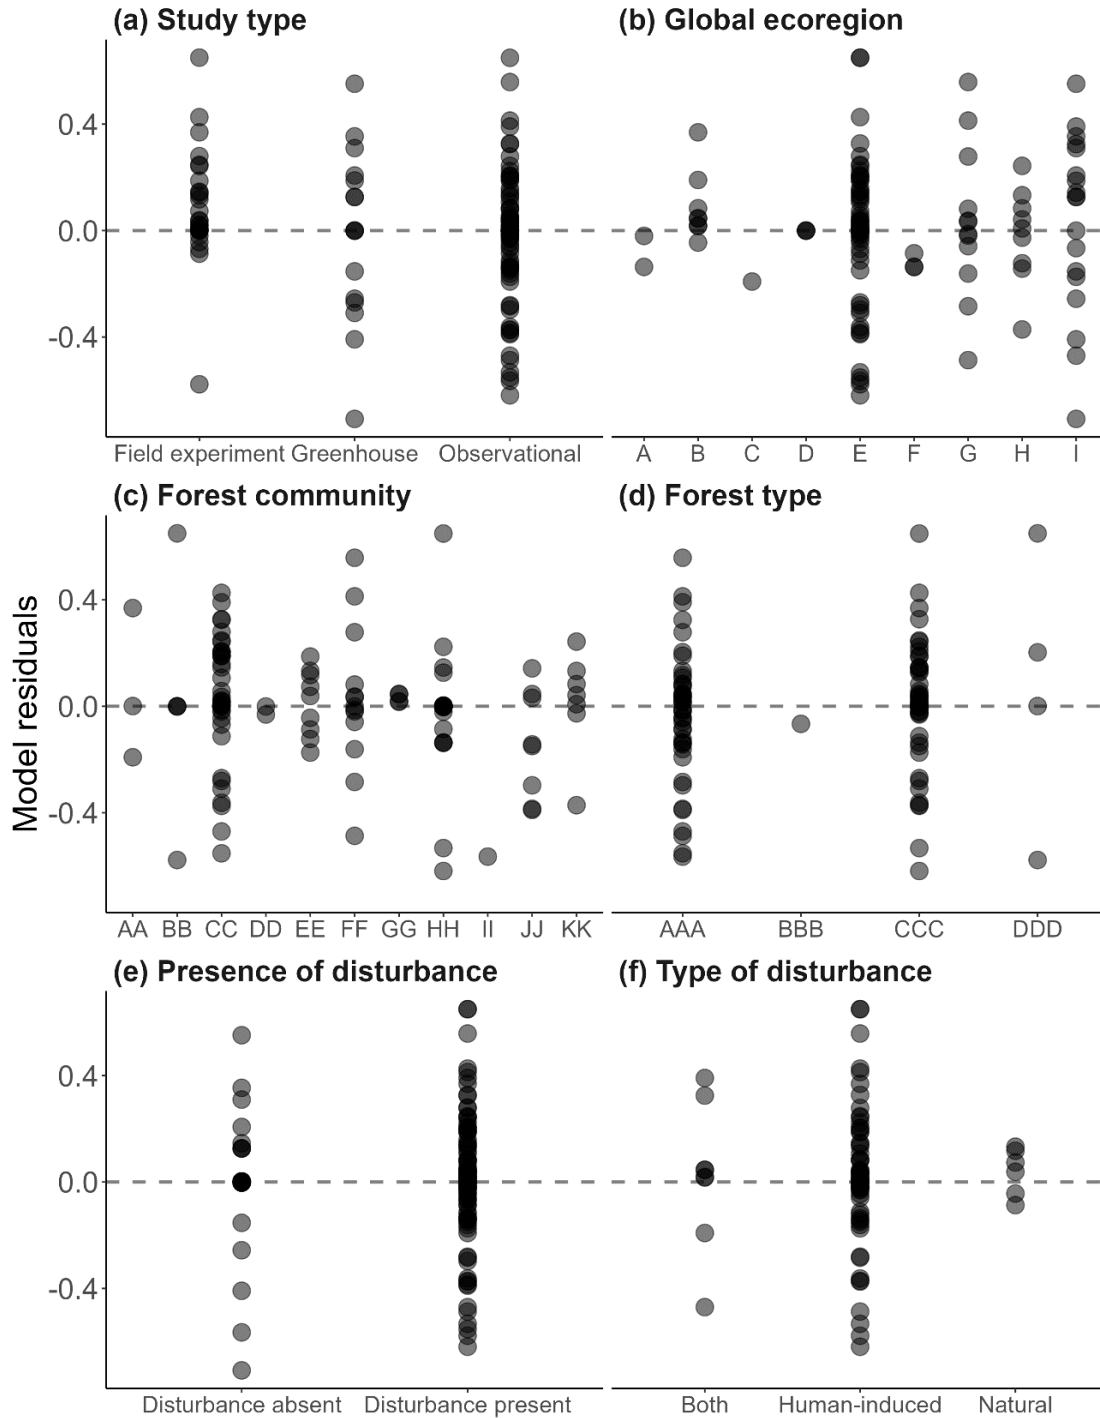 (a) Study type
(b) Global ecoregion
0.4
0.0
-0.4
Field experiment Greenhouse Observational
A B C D E F G H I
(c) Forest community
(d) Forest type
Model residuals
0.4
0.0
-0.4
AA BB CC DD EE FF GG HH II JJ KK
AAA BBB CCC DDD
(e) Presence of disturbance
(f) Type of disturbance
0.4
0.0
-0.4
Disturbance absent Disturbance present
Both Human-induced Natural